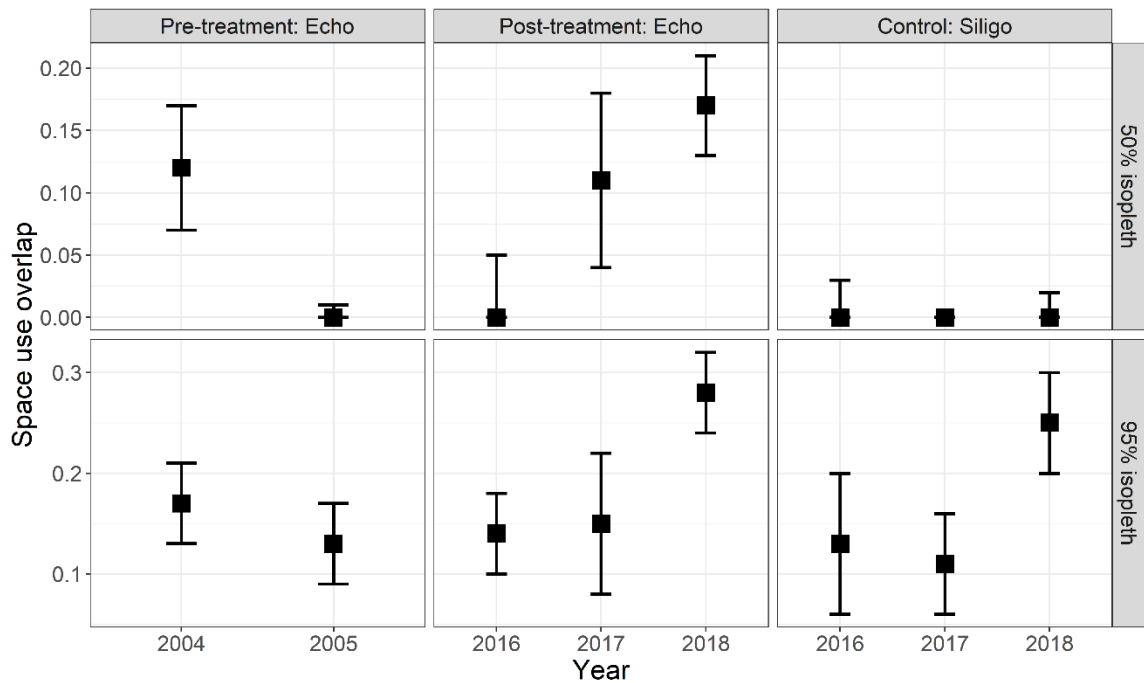 Pre-treatment: Echo
Post-treatment: Echo
Control: Siligo
0.20
0.15
0.10
0.05
0.00
50% isopleth
Space use overlap
0.3
0.2
0.1
95% isopleth
2004
2005
2016
2017
2018
2016
2017
2018
Year